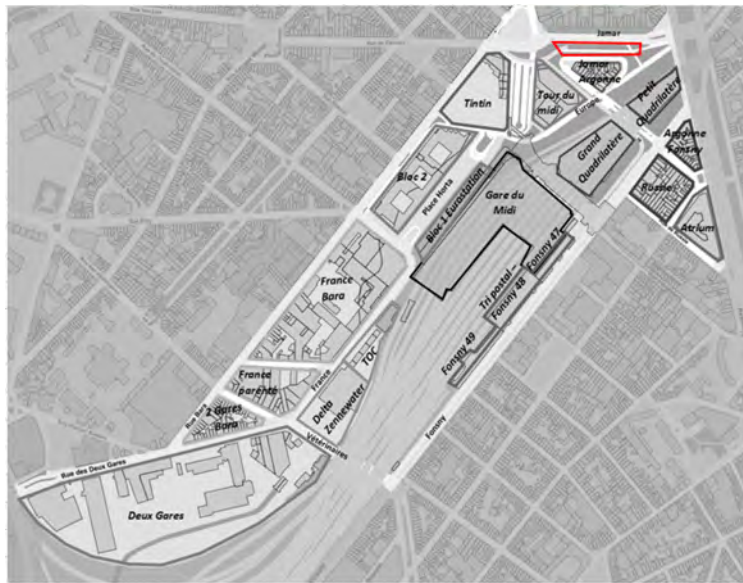 Jamar
Jamar
Argonne
Petit
Quadrilatère
Tintin
Tour du
midi
Europe
Argonne
Fonsny
Grand
Quadrilatère
Bloc 2
Place Horta
Bloc 1 Eurostation
Gare du
Midi
Russie
Atrium
Fonsny 47
Tri postal –
Fonsny 48
France
Bara
Fonsny 49
TOC
France
France
parenté
Delta
Zennewater
Rue Bara
2 Gares
Bara
Fonsny
Vétérinaires
Rue des Deux Gares
Deux Gares